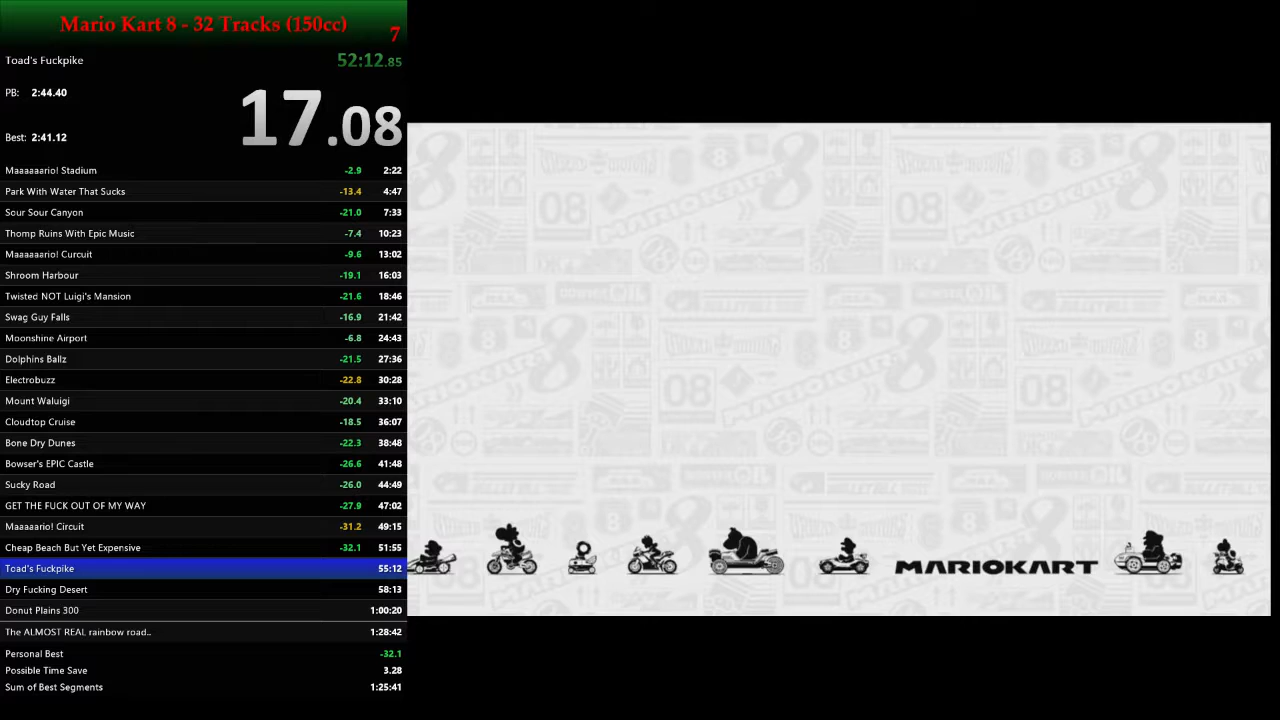 Mario Kart 8 - 32 Tracks (150cc)
7
Toad's Fuckpike 52:12.85
PB: 2:44.40
17.08
Best: 2:41.12
Maaaaaario! Stadium -2.9 2:22
Park With Water That Sucks -13.4 4:47
Sour Sour Canyon -21.0 7:33
Thomp Ruins With Epic Music -7.4 10:23
Maaaaaario! Curcuit -9.6 13:02
Shroom Harbour -19.1 16:03
Twisted NOT Luigi's Mansion -21.6 18:46
Swag Guy Falls -16.9 21:42
Moonshine Airport -6.8 24:43
Dolphins Ballz -21.5 27:36
Electrobuzz -22.8 30:28
Mount Waluigi -20.4 33:10
Cloudtop Cruise -18.5 36:07
Bone Dry Dunes -22.3 38:48
Bowser's EPIC Castle -26.6 41:48
Sucky Road -26.0 44:49
GET THE FUCK OUT OF MY WAY -27.9 47:02
Maaaaario! Circuit -31.2 49:15
Cheap Beach But Yet Expensive -32.1 51:55
Toad's Fuckpike 55:12
Dry Fucking Desert 58:13
Donut Plains 300 1:00:20
The ALMOST REAL rainbow road.. 1:28:42
Personal Best -32.1
Possible Time Save 3.28
Sum of Best Segments 1:25:41
MARIOKART